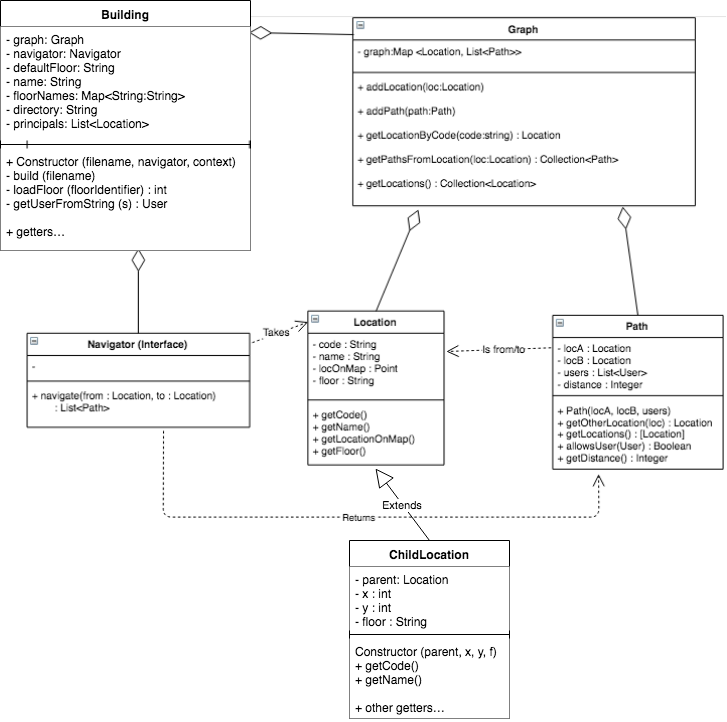 Building
- graph: Graph
- navigator: Navigator
- defaultFloor: String
- name: String
- floorNames: Map<String:String>
- directory: String
- principals: List<Location>
+ Constructor (filename, navigator, context)
- build (filename)
- loadFloor (floorIdentifier) : int
- getUserFromString (s) : User
+ getters...
Graph
- graph:Map <Location, List<Path>>
+ addLocation(loc:Location)
+ addPath(path:Path)
+ getLocationByCode(code:string) : Location
+ getPathsFromLocation(loc:Location) : Collection<Path>
+ getLocations() : Collection<Location>
Navigator (Interface)
-
+ navigate(from : Location, to : Location)
: List<Path>
Takes
Location
- code : String
- name : String
- locOnMap : Point
- floor : String
+ getCode()
+ getName()
+ getLocationOnMap()
+ getFloor()
Is from/to
Path
- locA : Location
- locB : Location
- users : List<User>
- distance : Integer
+ Path(locA, locB, users)
+ getOtherLocation(loc) : Location
+ getLocations() : [Location]
+ allowsUser(User) : Boolean
+ getDistance() : Integer
Extends
Returns
ChildLocation
- parent: Location
- x : int
- y : int
- floor : String
Constructor (parent, x, y, f)
+ getCode()
+ getName()
+ other getters...